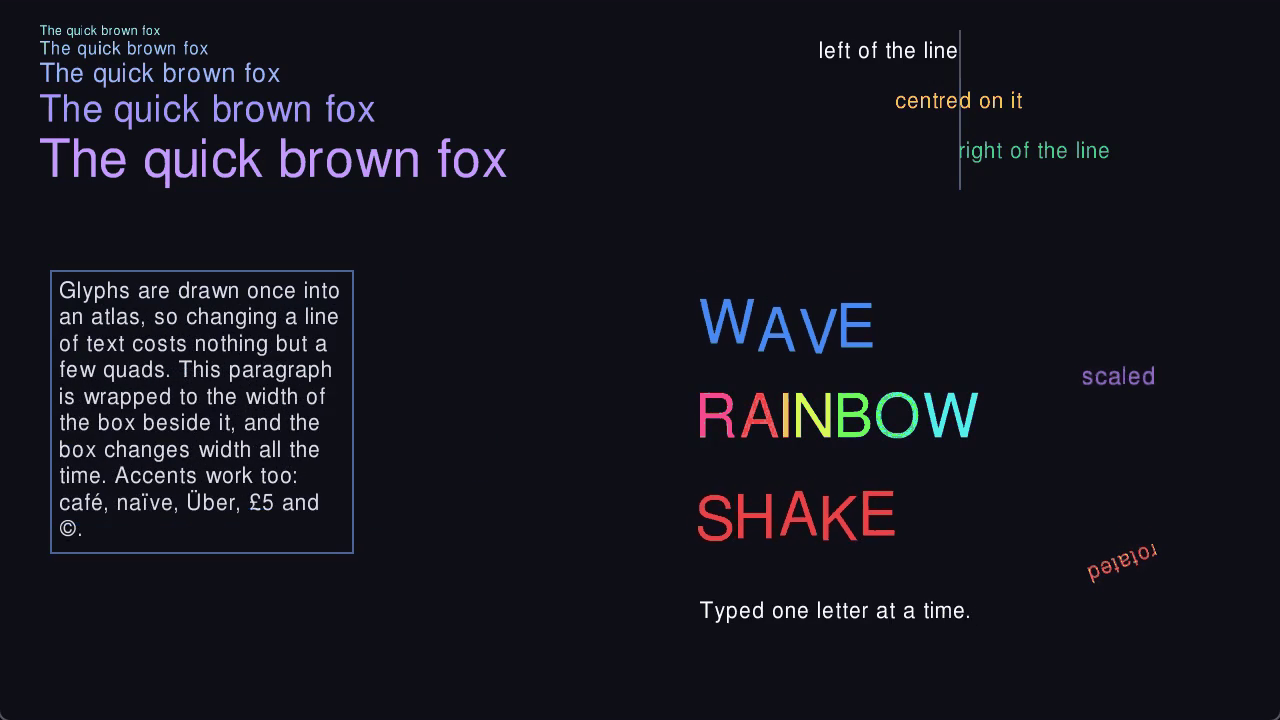 The quick brown fox
The quick brown fox
The quick brown fox
The quick brown fox
The quick brown fox
left of the line
centred on it
right of the line
Glyphs are drawn once into
an atlas, so changing a line
of text costs nothing but a
few quads. This paragraph
is wrapped to the width of
the box beside it, and the
box changes width all the
time. Accents work too:
café, naïve, Über, £5 and
©.
WAVE
scaled
RAINBOW
SHAKE
rotated
Typed one letter at a time.